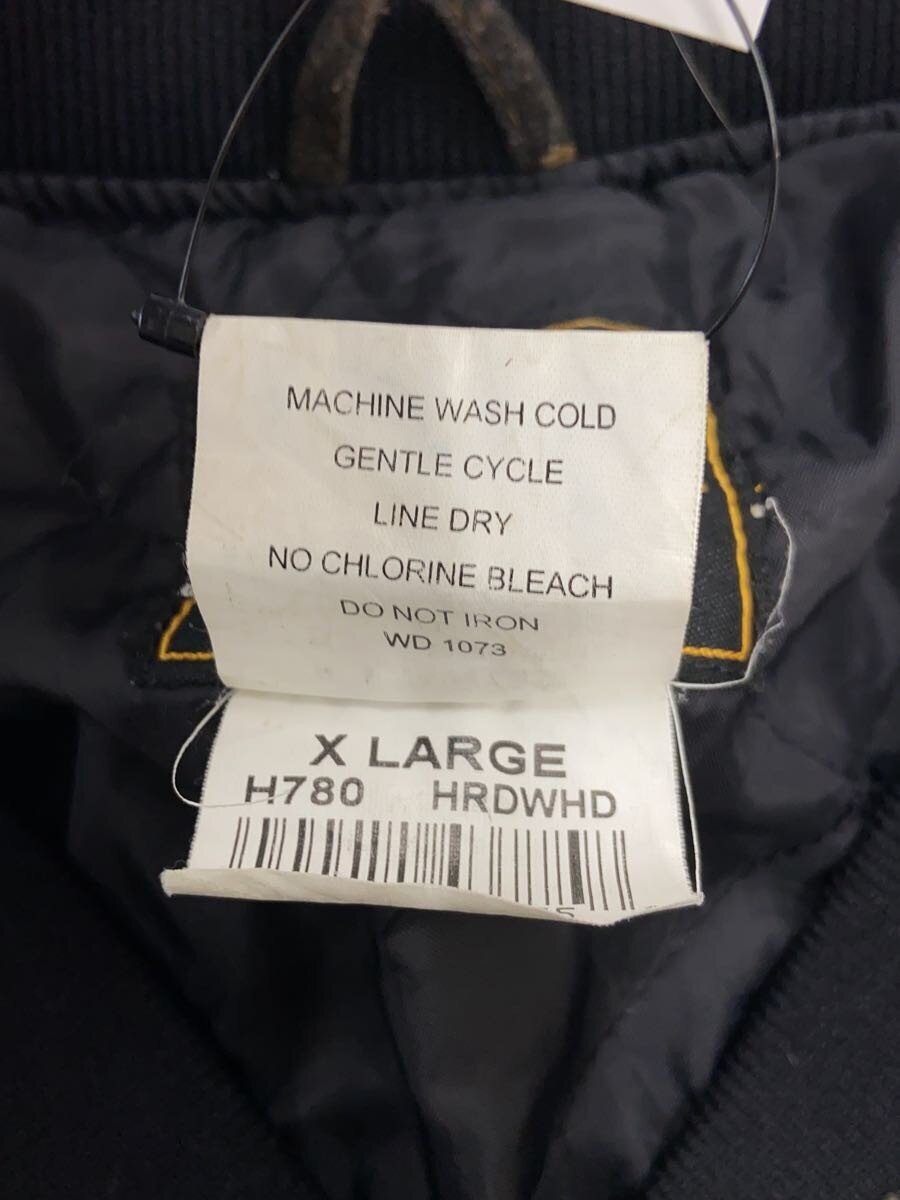 MACHINE WASH COLD
GENTLE CYCLE
LINE DRY
NO CHLORINE BLEACH
DO NOT IRON
WD 1073
X LARGE
H780 HRDWHD